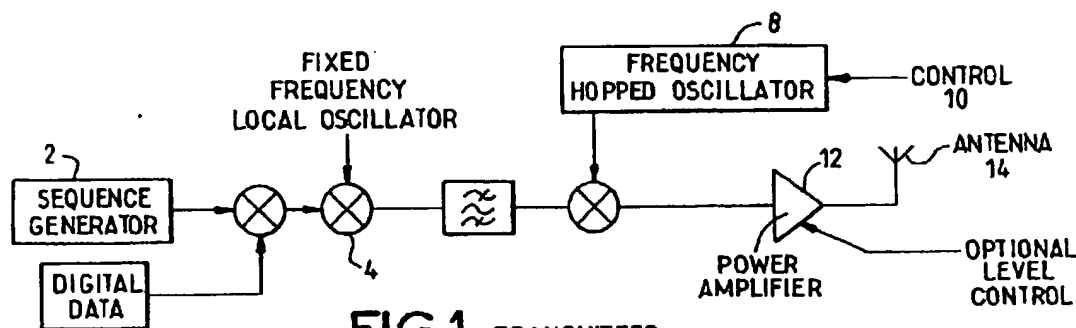 8
FIXED
FREQUENCY
LOCAL OSCILLATOR
FREQUENCY
HOPPED OSCILLATOR
CONTROL
10
2
SEQUENCE
GENERATOR
12
ANTENNA
14
4
DIGITAL
DATA
POWER
AMPLIFIER
OPTIONAL
LEVEL
CONTROL
FIG.1 TRANSMITTER